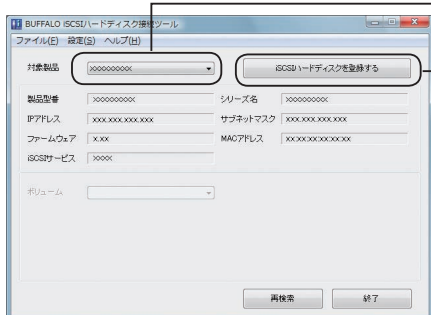 BUFFALO iSCSIハードディスク接続ツール
ファイル(F) 設定(S) ヘルプ(H)
対象製品 xxxxxxxxxx iSCSIハードディスクを登録する
製品型番 xxxxxxxxxx シリーズ名 xxxxxxxxx
IPアドレス xxx.xxx.xxx.xxx サブネットマスク xxx.xxx.xxx.xxx
ファームウェア x.xx MACアドレス xx:xx:xx:xx:xx:xx
iSCSIサービス xxxxx
ボリューム
再検索 終了